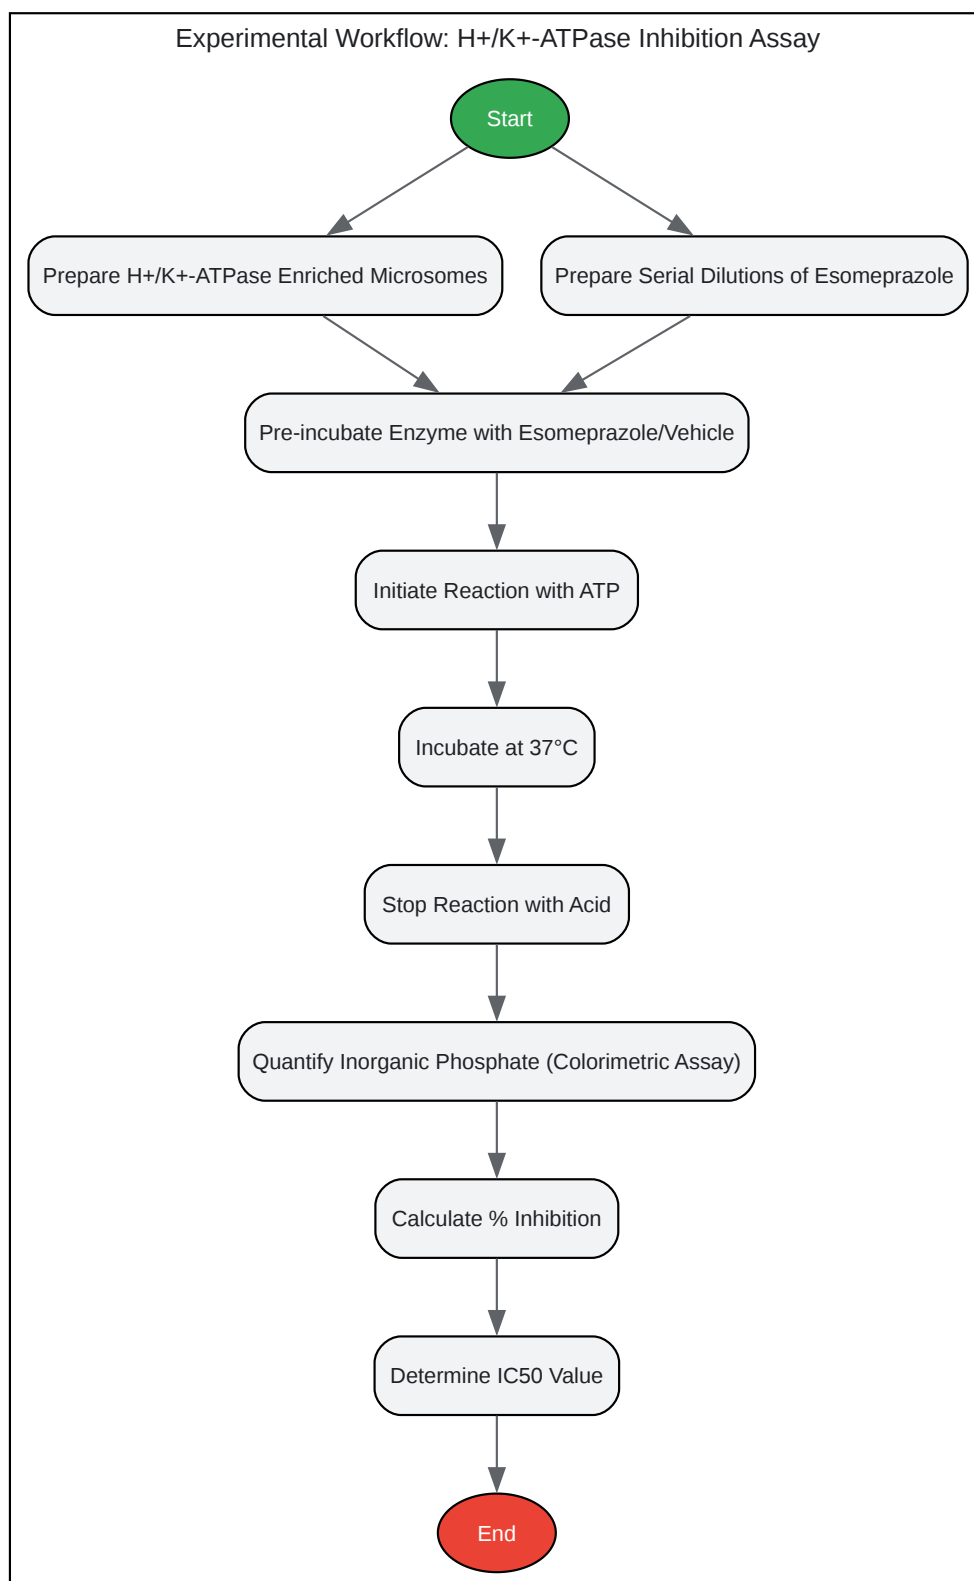 Experimental Workflow: H+/K+-ATPase Inhibition Assay
Start
Prepare H+/K+-ATPase Enriched Microsomes
Prepare Serial Dilutions of Esomeprazole
Pre-incubate Enzyme with Esomeprazole/Vehicle
Initiate Reaction with ATP
Incubate at 37°C
Stop Reaction with Acid
Quantify Inorganic Phosphate (Colorimetric Assay)
Calculate % Inhibition
Determine IC50 Value
End